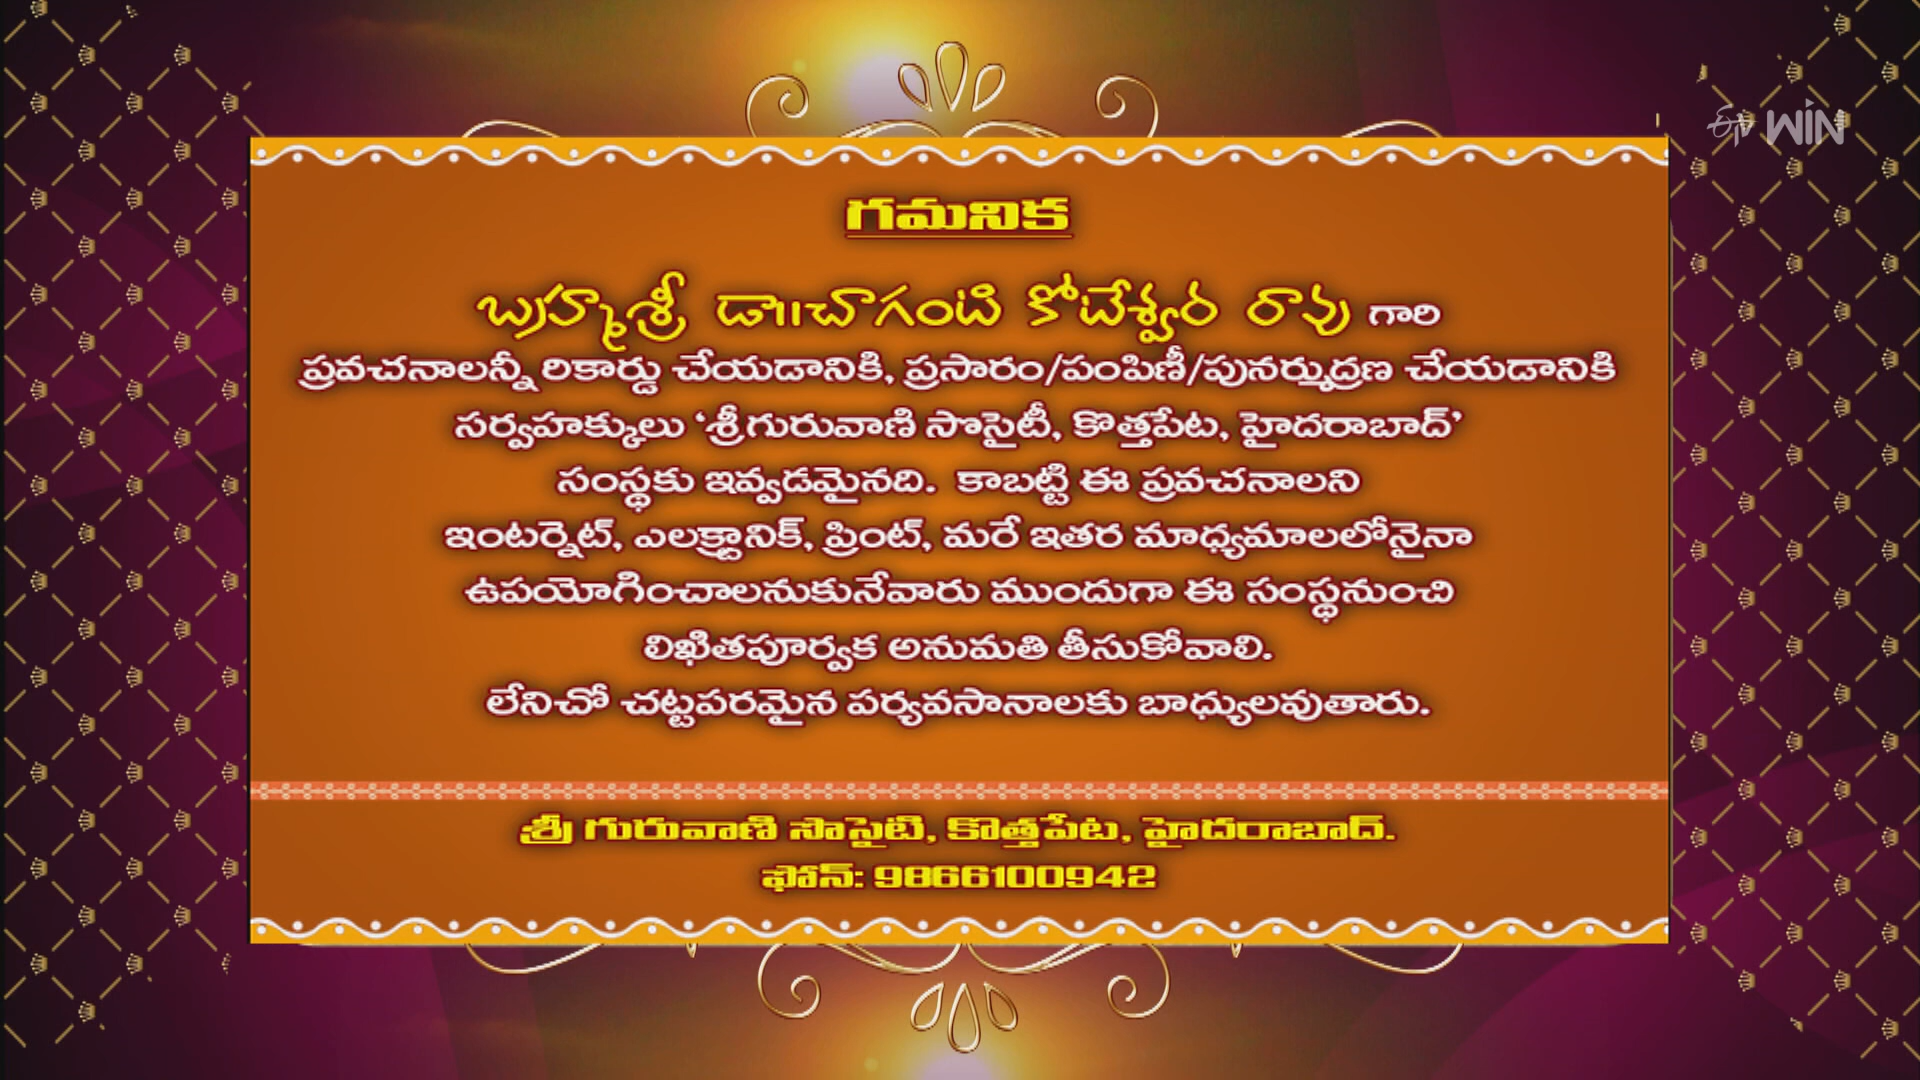 ఈటీవీ WIN
గమనిక
బ్రహ్మశ్రీ డా॥చాగంటి కోటేశ్వర రావు గారి
ప్రవచనాలన్నీ రికార్డు చేయడానికి, ప్రసారం/పంపిణీ/పునర్ముద్రణ చేయడానికి
సర్వహక్కులు ‘శ్రీగురువాణి సొసైటీ, కొత్తపేట, హైదరాబాద్’
సంస్థకు ఇవ్వడమైనది. కాబట్టి ఈ ప్రవచనాలని
ఇంటర్నెట్, ఎలక్ట్రానిక్, ప్రింట్, మరే ఇతర మాధ్యమాలలోనైనా
ఉపయోగించాలనుకునేవారు ముందుగా ఈ సంస్థనుంచి
లిఖితపూర్వక అనుమతి తీసుకోవాలి.
లేనిచో చట్టపరమైన పర్యవసానాలకు బాధ్యులవుతారు.
శ్రీ గురువాణి సొసైటి, కొత్తపేట, హైదరాబాద్.
ఫోన్: 9866100942